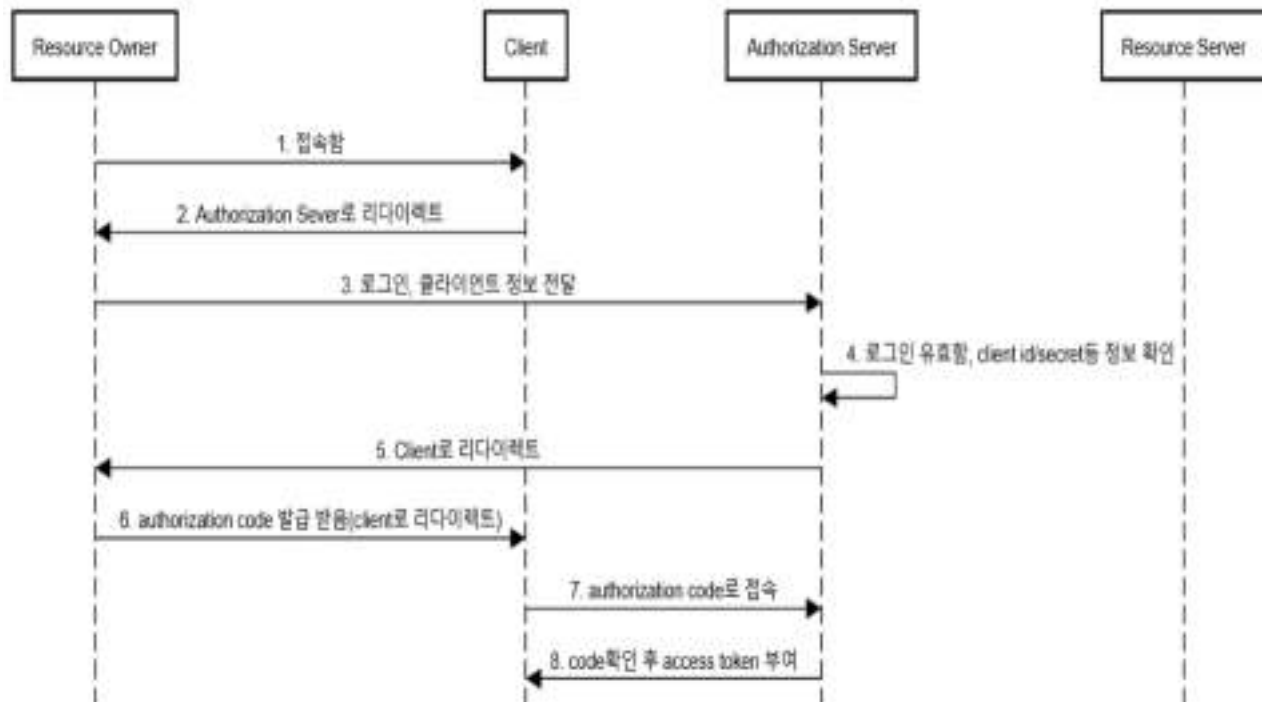 Resource Owner
Client
Authorization Server
Resource Server
1. 접속함
2. Authorization Sever로 리다이렉트
3. 로그인, 클라이언트 정보 전달
4. 로그인 유효함, client id/secret등 정보 확인
5. Client로 리다이렉트
6. authorization code 발급 받음(client로 리다이렉트)
7. authorization code로 접속
8. code확인 후 access token 부여